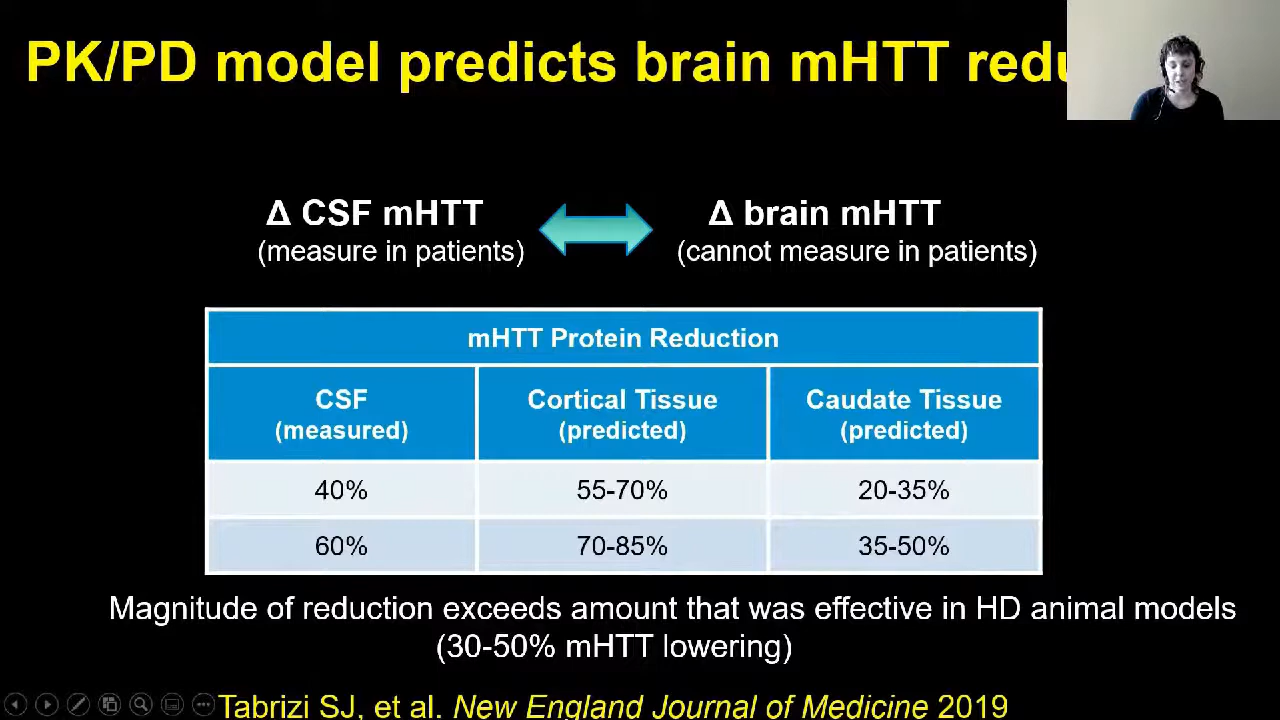 PK/PD model predicts brain mHTT redu
Δ CSF mHTT
(measure in patients)
Δ brain mHTT
(cannot measure in patients)
mHTT Protein Reduction
CSF
(measured)
Cortical Tissue
(predicted)
Caudate Tissue
(predicted)
40% 55-70% 20-35%
60% 70-85% 35-50%
Magnitude of reduction exceeds amount that was effective in HD animal models
(30-50% mHTT lowering)
Tabrizi SJ, et al. New England Journal of Medicine 2019